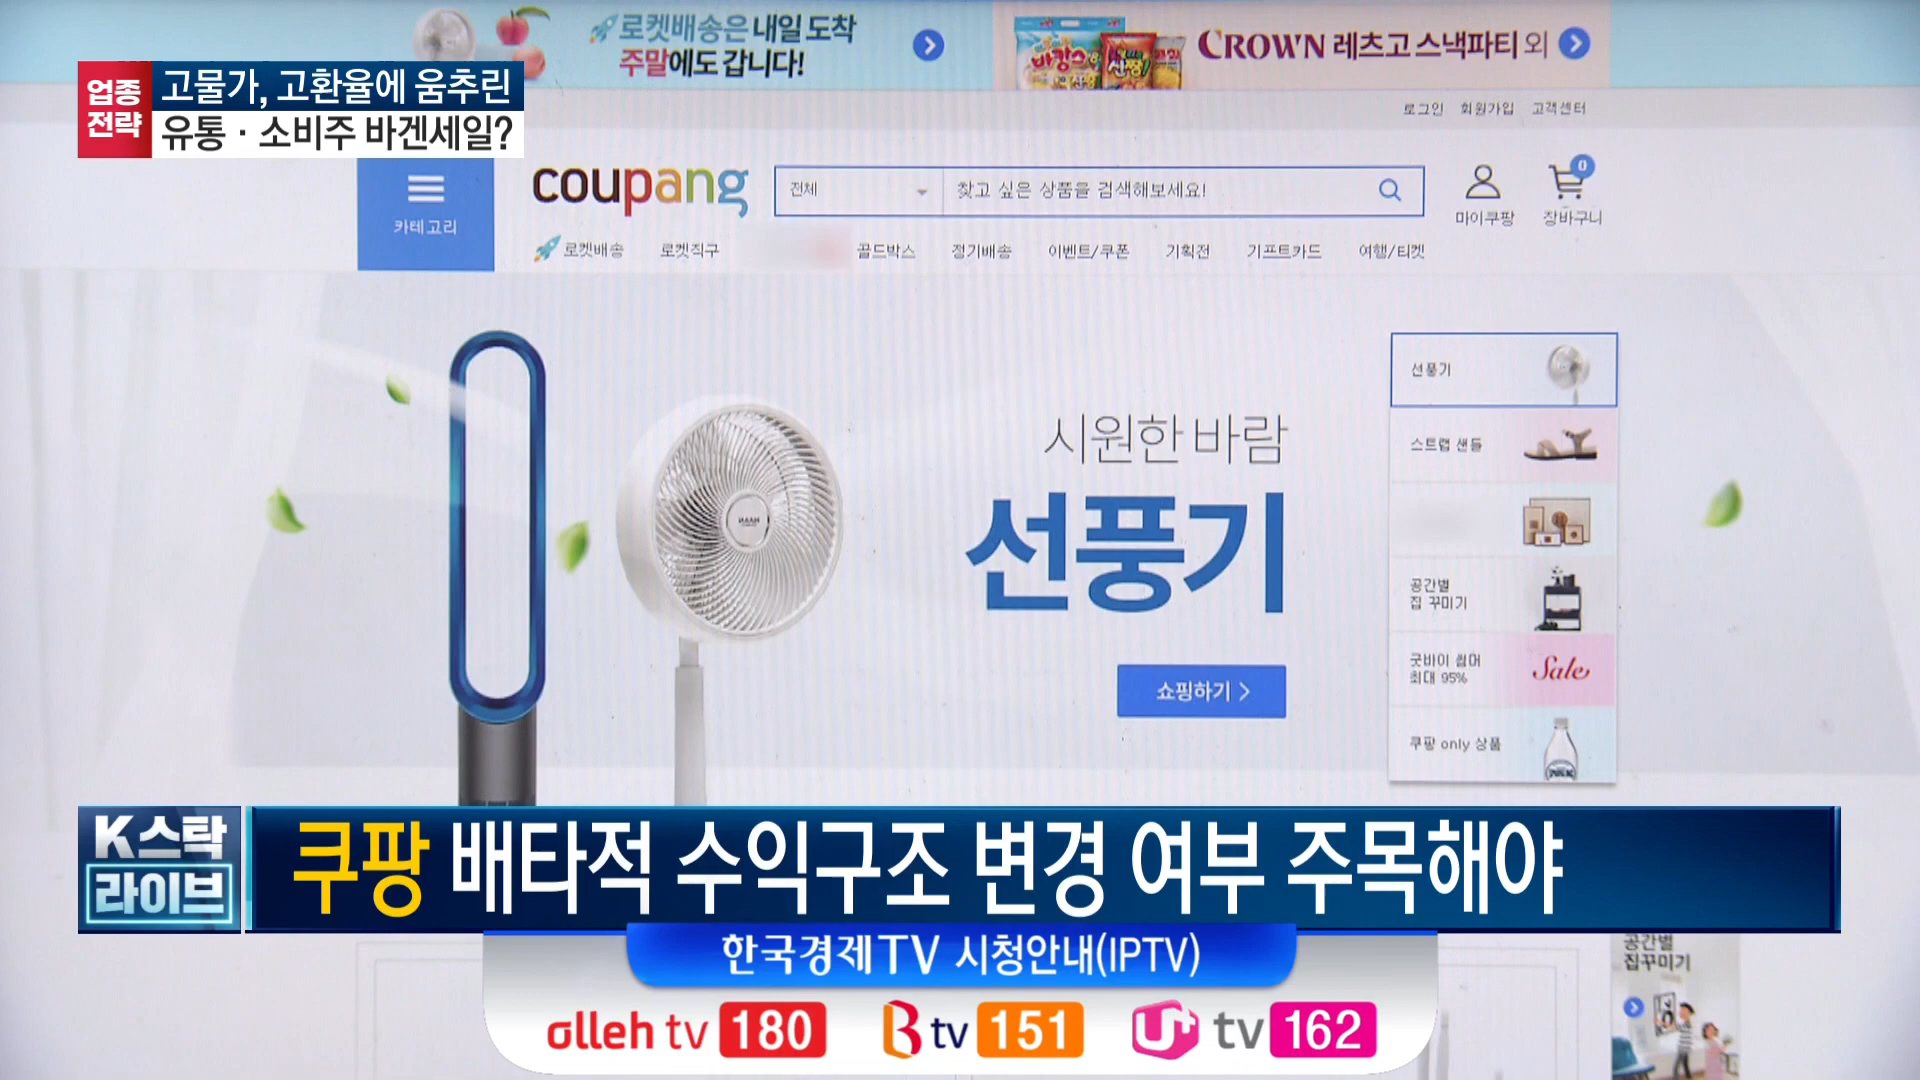 로켓배송은 내일 도착
주말에도 갑니다!
CROWN 레츠고 스낵파티 외
업종
전략
고물가, 고환율에 움추린
유통·소비주 바겐세일?
로그인 회원가입 고객센터
카테고리
coupang
전체
찾고 싶은 상품을 검색해보세요!
0
마이쿠팡
장바구니
로켓배송 로켓직구 골드박스 정기배송 이벤트/쿠폰 기획전 기프트카드 여행/티켓
시원한 바람
선풍기
쇼핑하기 >
선풍기
스트랩 샌들
공간별
집 꾸미기
굿바이 썸머
최대 95%
Sale
쿠팡 only 상품
K스탁
라이브
쿠팡 배타적 수익구조 변경 여부 주목해야
공간별
집꾸미기
한국경제TV 시청안내(IPTV)
olleh tv 180
B tv 151
U+ tv 162